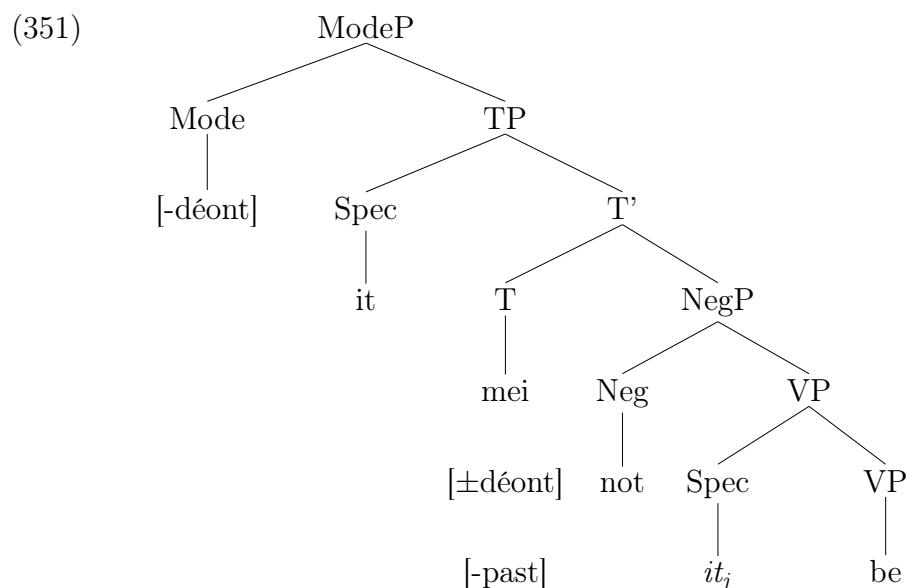 (351) ModeP
Mode TP
[-déont] Spec T'
it T NegP
mei Neg VP
[±déont] not Spec VP
[-past] it_j be